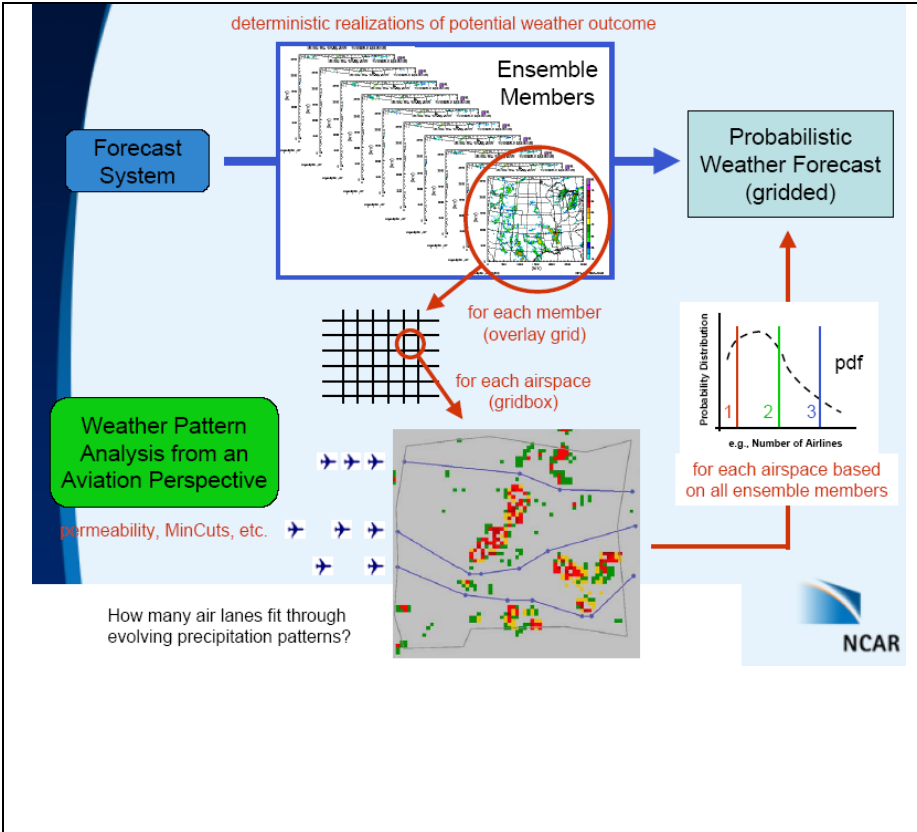 deterministic realizations of potential weather outcome
Ensemble
Members
Forecast
System
Probabilistic
Weather Forecast
(gridded)
for each member
(overlay grid)
for each airspace
(gridbox)
Probability Distribution
pdf
1
2
3
e.g., Number of Airlines
for each airspace based
on all ensemble members
Weather Pattern
Analysis from an
Aviation Perspective
permeability, MinCuts, etc.
How many air lanes fit through
evolving precipitation patterns?
NCAR